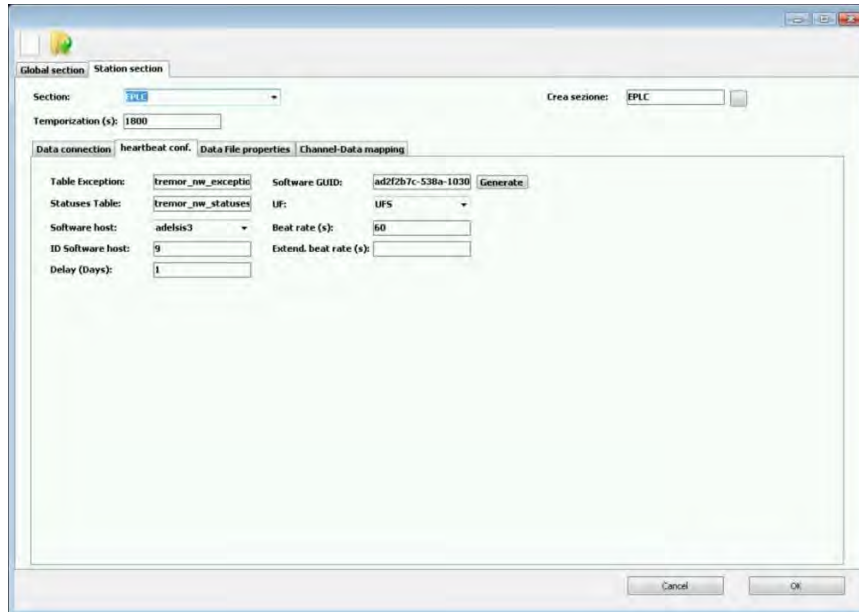 Global section Station section
Section: EPLC Crea sezione: EPLC
Temporization (s): 1800
Data connection heartbeat conf. Data File properties Channel-Data mapping
Table Exception: tremor_nw_exceptio Software GUID: ad2f2b7c-538a-1030 Generate
Statuses Table: tremor_nw_statuses UF: UFS
Software host: adelsis3 Beat rate (s): 60
ID Software host: 9 Extend. beat rate (s):
Delay (Days): 1
Cancel OK